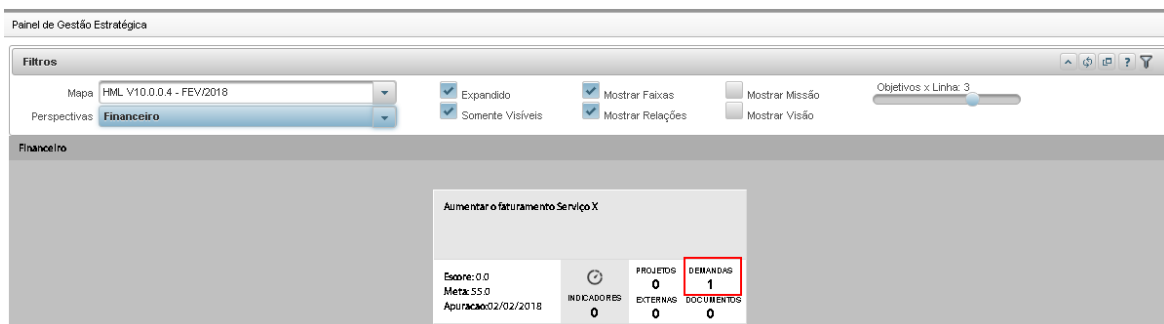 Painel de Gestão Estratégica
Filtros
?
Mapa HML V10.0.0.4 - FEV/2018 Expandido Mostrar Faixas Mostrar Missão Objetivos x Linha: 3
Perspectivas Financeiro Somente Visíveis Mostrar Relações Mostrar Visão
Financeiro
Aumentar o faturamento Serviço X
Escore: 0.0
Meta: 55.0
Apuracao:02/02/2018
INDICADORES
0
PROJETOS
0
DEMANDAS
1
EXTERNAS
0
DOCUMENTOS
0